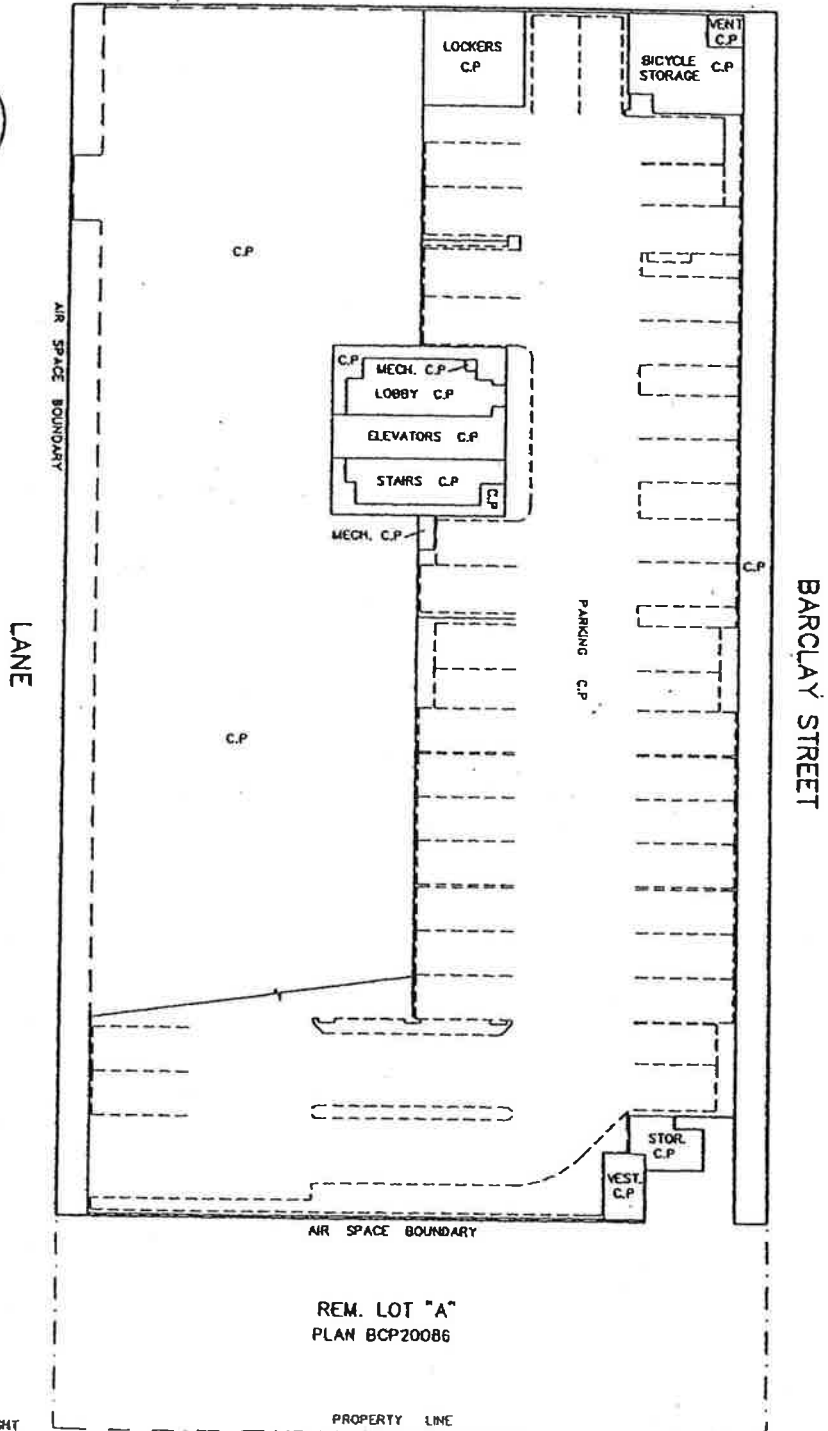 LOCKERS
C.P
VENT
C.P
BICYCLE
STORAGE C.P
C.P
AIR SPACE BOUNDARY
C.P
MECH. C.P
LOBBY C.P
ELEVATORS C.P
STAIRS C.P
C.P
MECH. C.P
C.P
PARKING C.P
BARCLAY STREET
LANE
C.P
STOR.
C.P
VEST.
C.P
AIR SPACE BOUNDARY
REM. LOT "A"
PLAN BCP20086
PROPERTY LINE